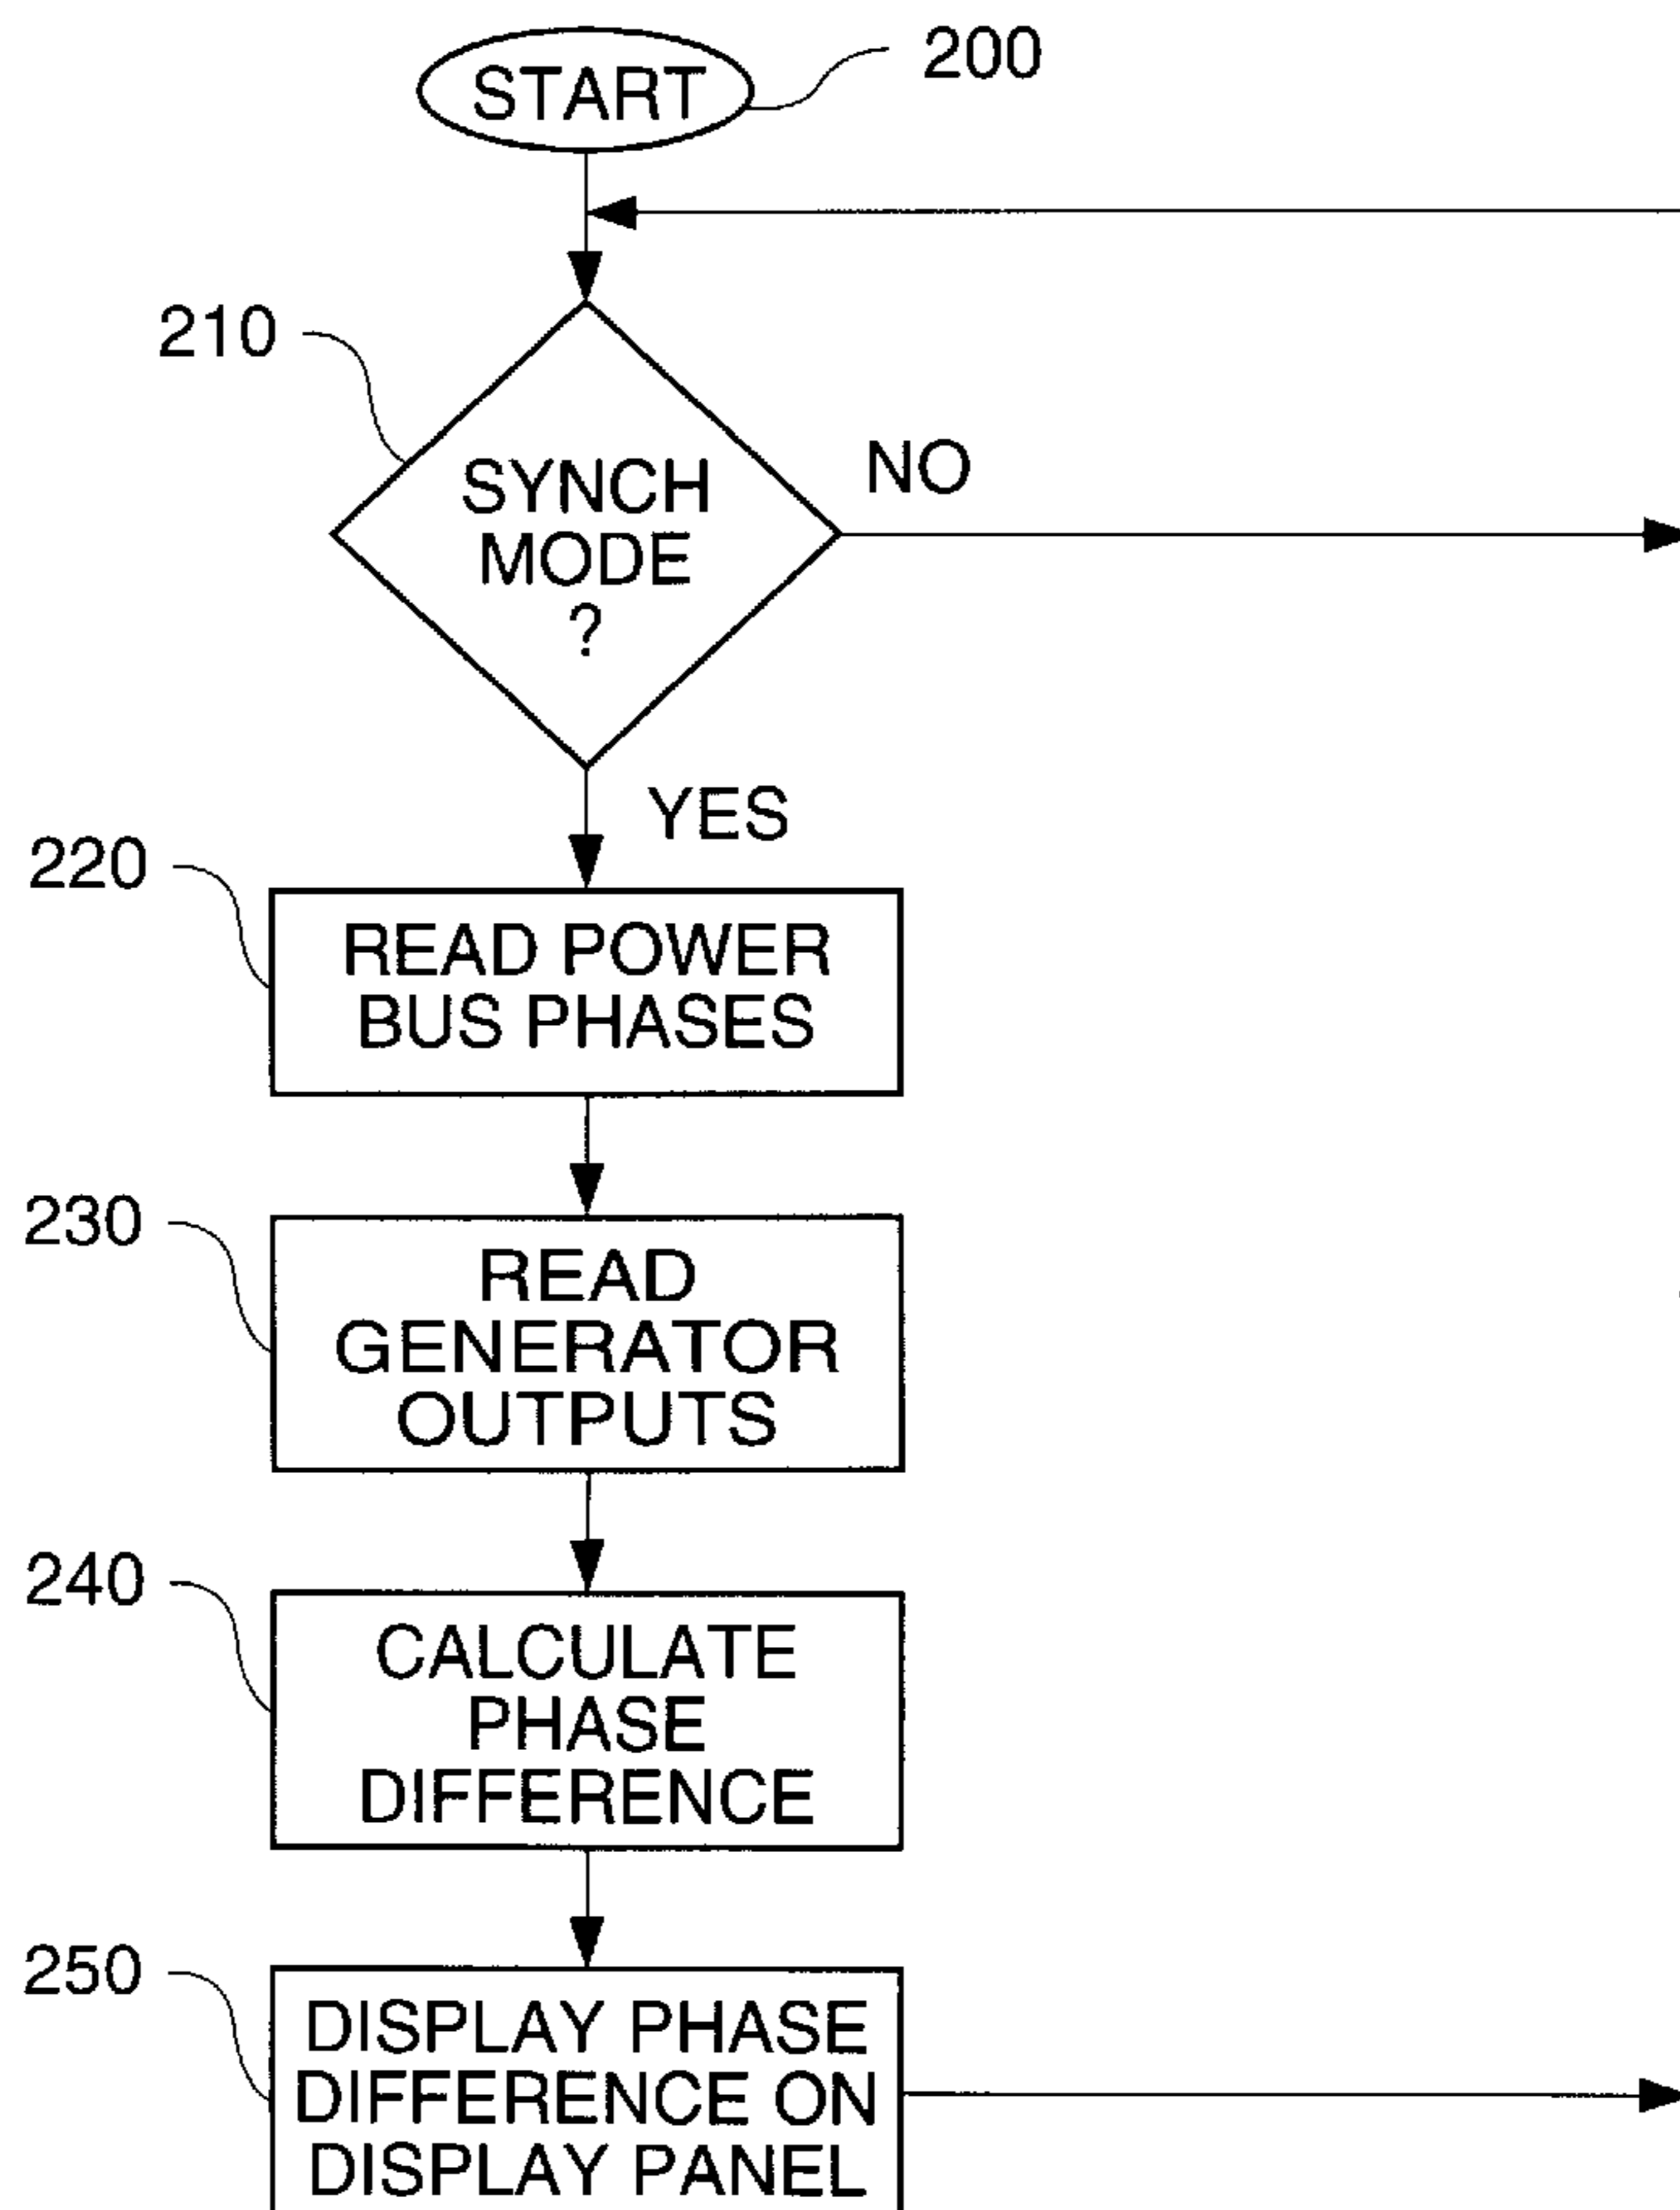 START
200
210
SYNCH
MODE
?
NO
YES
220
READ POWER
BUS PHASES
230
READ
GENERATOR
OUTPUTS
240
CALCULATE
PHASE
DIFFERENCE
250
DISPLAY PHASE
DIFFERENCE ON
DISPLAY PANEL